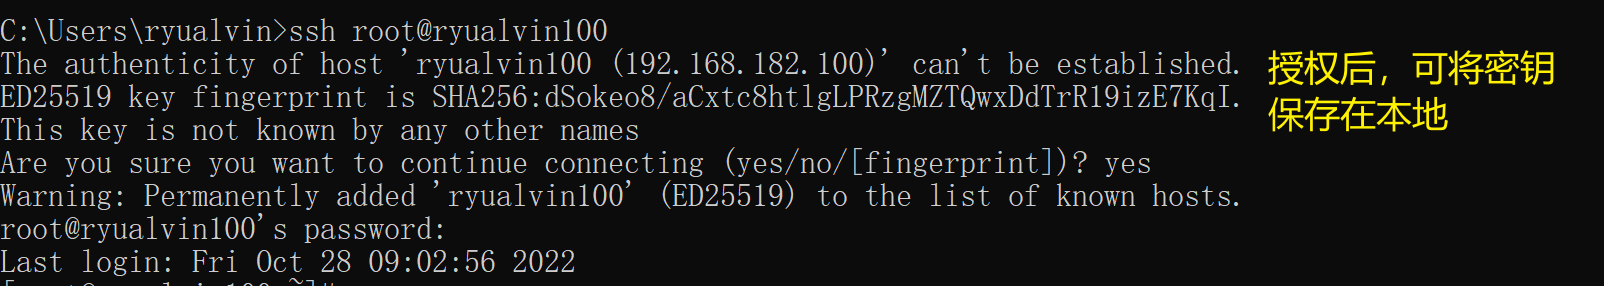 C:\Users\ryualvin>ssh root@ryualvin100
The authenticity of host 'ryualvin100 (192.168.182.100)' can't be established.
ED25519 key fingerprint is SHA256:dSokeo8/aCxtc8htlgLPRzgMZTQwxDdTrR19izE7KqI.
This key is not known by any other names
Are you sure you want to continue connecting (yes/no/[fingerprint])? yes
Warning: Permanently added 'ryualvin100' (ED25519) to the list of known hosts.
root@ryualvin100's password:
Last login: Fri Oct 28 09:02:56 2022
授权后，可将密钥
保存在本地